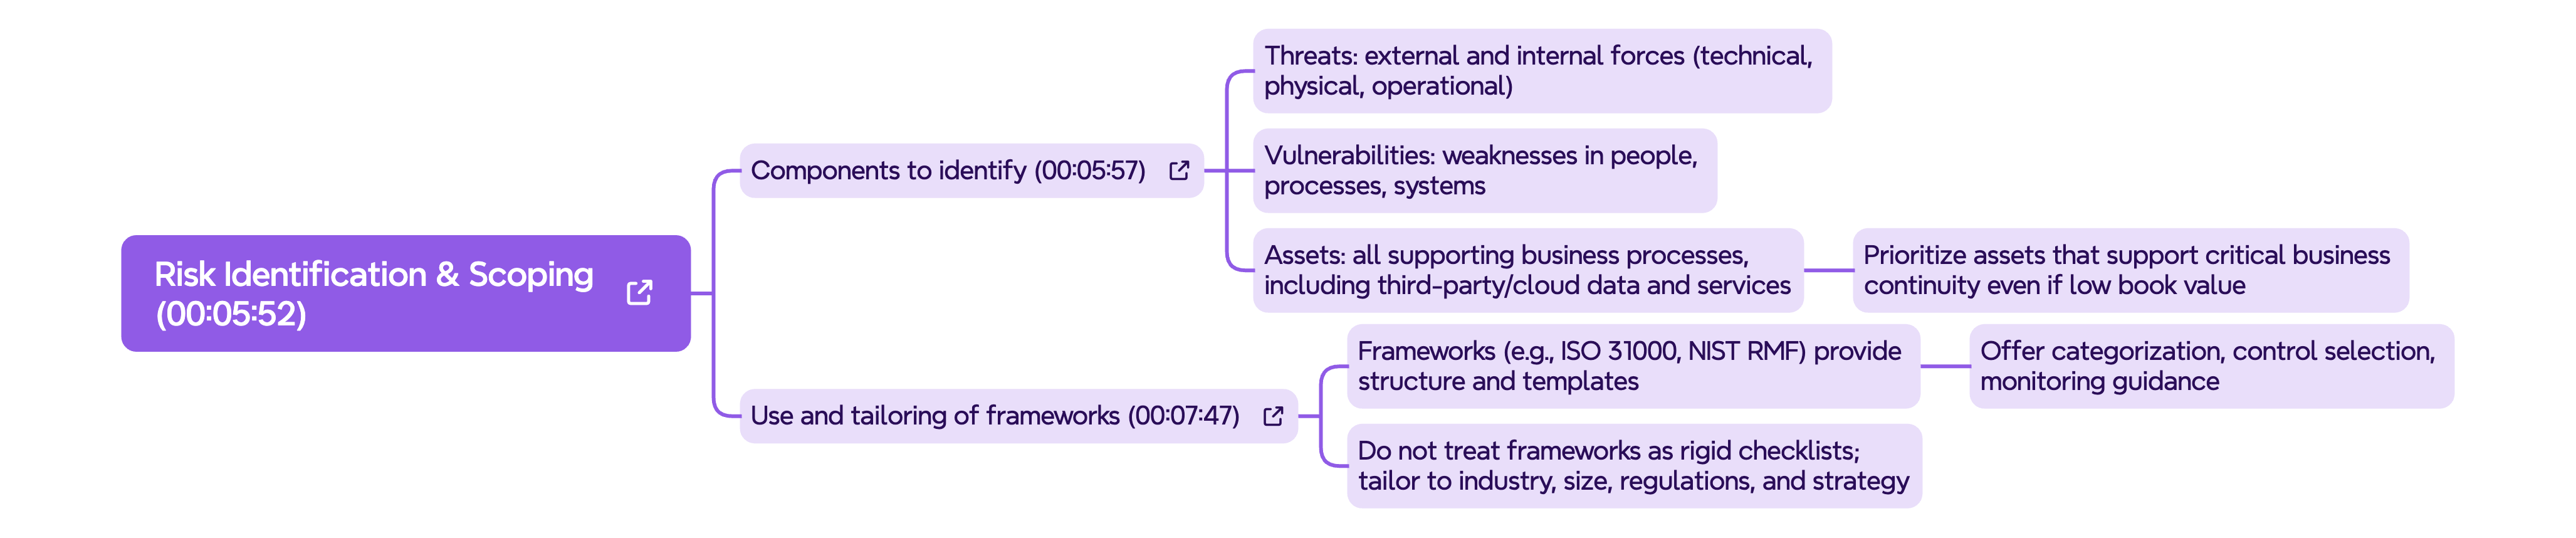 Risk Identification & Scoping
(00:05:52)
Components to identify (00:05:57)
Threats: external and internal forces (technical,
physical, operational)
Vulnerabilities: weaknesses in people,
processes, systems
Assets: all supporting business processes,
including third-party/cloud data and services
Prioritize assets that support critical business
continuity even if low book value
Use and tailoring of frameworks (00:07:47)
Frameworks (e.g., ISO 31000, NIST RMF) provide
structure and templates
Offer categorization, control selection,
monitoring guidance
Do not treat frameworks as rigid checklists;
tailor to industry, size, regulations, and strategy